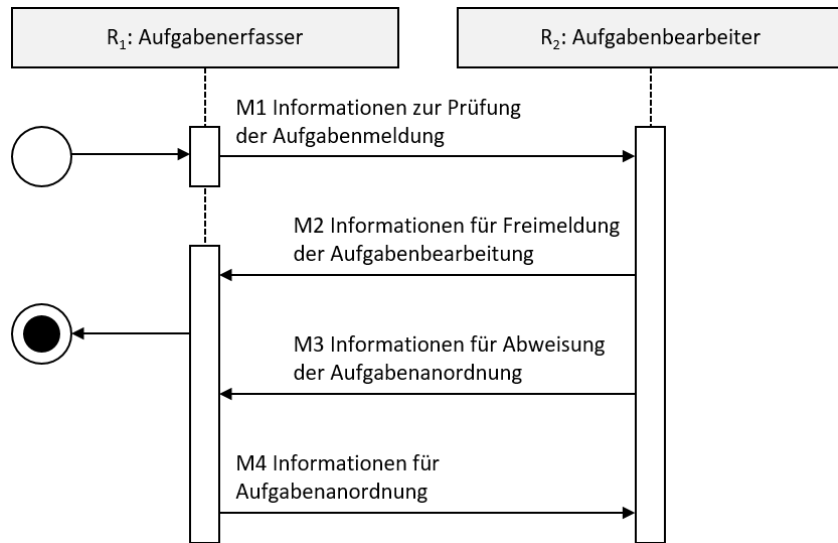 R₁: Aufgabenerfasser
R₂: Aufgabenbearbeiter
M1 Informationen zur Prüfung
der Aufgabenmeldung
M2 Informationen für Freimeldung
der Aufgabenbearbeitung
M3 Informationen für Abweisung
der Aufgabenanordnung
M4 Informationen für
Aufgabenanordnung